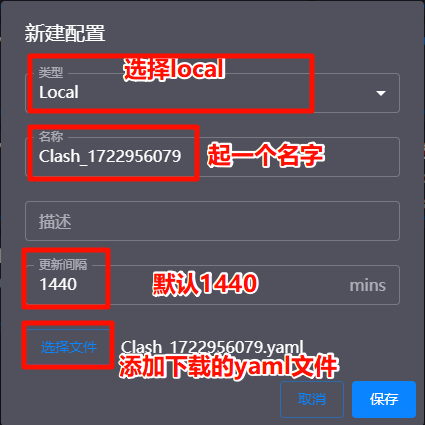 新建配置
类型
选择local
Local
名称
Clash_1722956079
起一个名字
描述
更新间隔
1440
默认1440
mins
选择文件
Clash_1722956079.yaml
添加下载的yaml文件
取消
保存